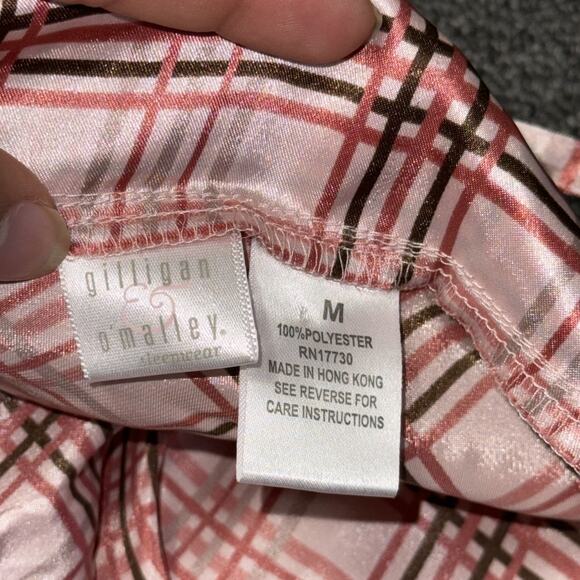 gilligan
&
o'malley®
sleepwear
M
100%POLYESTER
RN17730
MADE IN HONG KONG
SEE REVERSE FOR
CARE INSTRUCTIONS